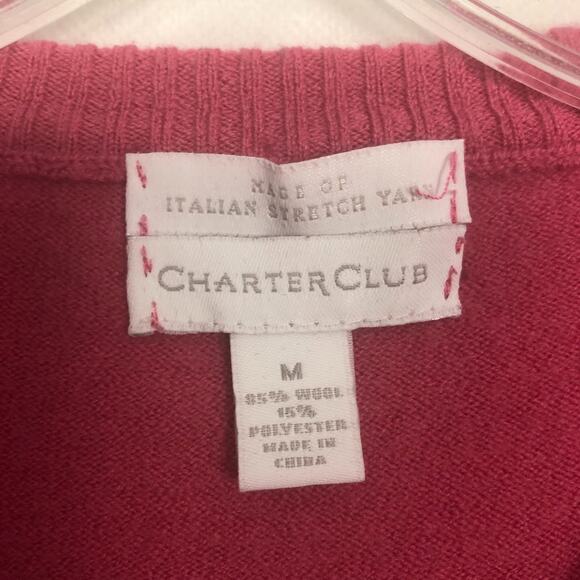 MADE OF
ITALIAN STRETCH YARN
CHARTER CLUB
M
85% WOOL
15%
POLYESTER
MADE IN
CHINA